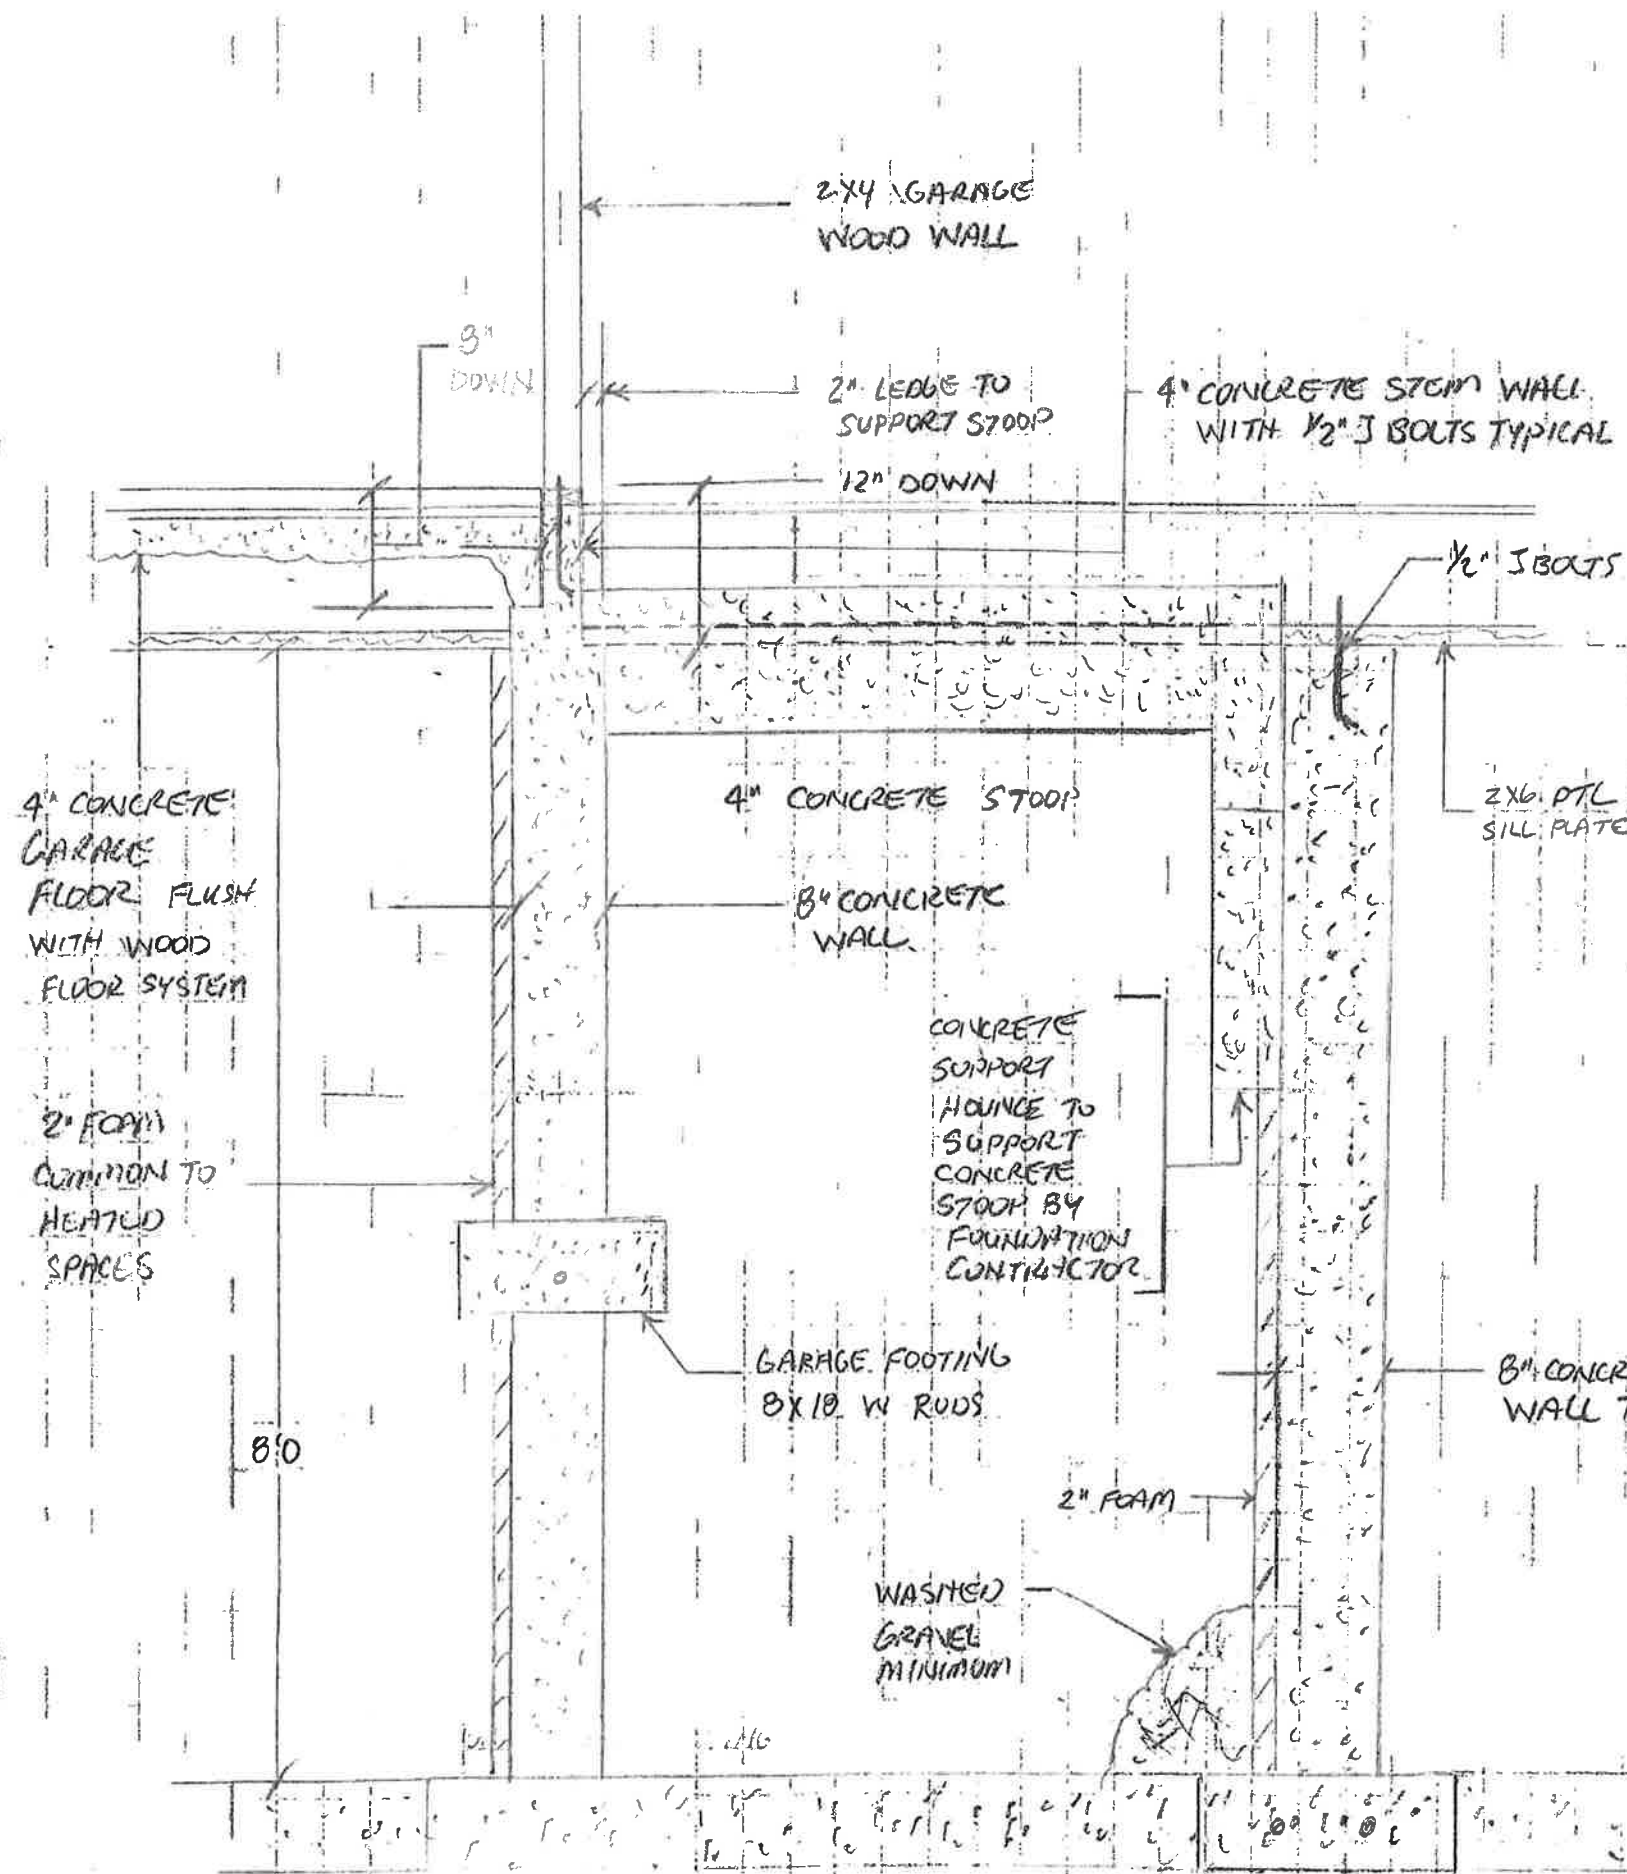 2X4 GARAGE
WOOD WALL
8"
DOWN
2" LEDGE TO
SUPPORT STOOP
4" CONCRETE STEM WALL
WITH 1/2" J BOLTS TYPICAL
12" DOWN
1/2" J BOLTS
4" CONCRETE
GARAGE
FLOOR FLUSH
WITH WOOD
FLOOR SYSTEM
4" CONCRETE STOOP
2X6 PTL
SILL PLATE
8" CONCRETE
WALL
CONCRETE
SUPPORT
HOUNCE TO
SUPPORT
CONCRETE
STOOP BY
FOUNDATION
CONTRACTOR
2" FOAM
COMMON TO
HEATED
SPACES
GARAGE FOOTING
8X18 W RODS
8" CONCR
WALL T
8'0
2" FOAM
WASHED
GRAVEL
MINIMUM